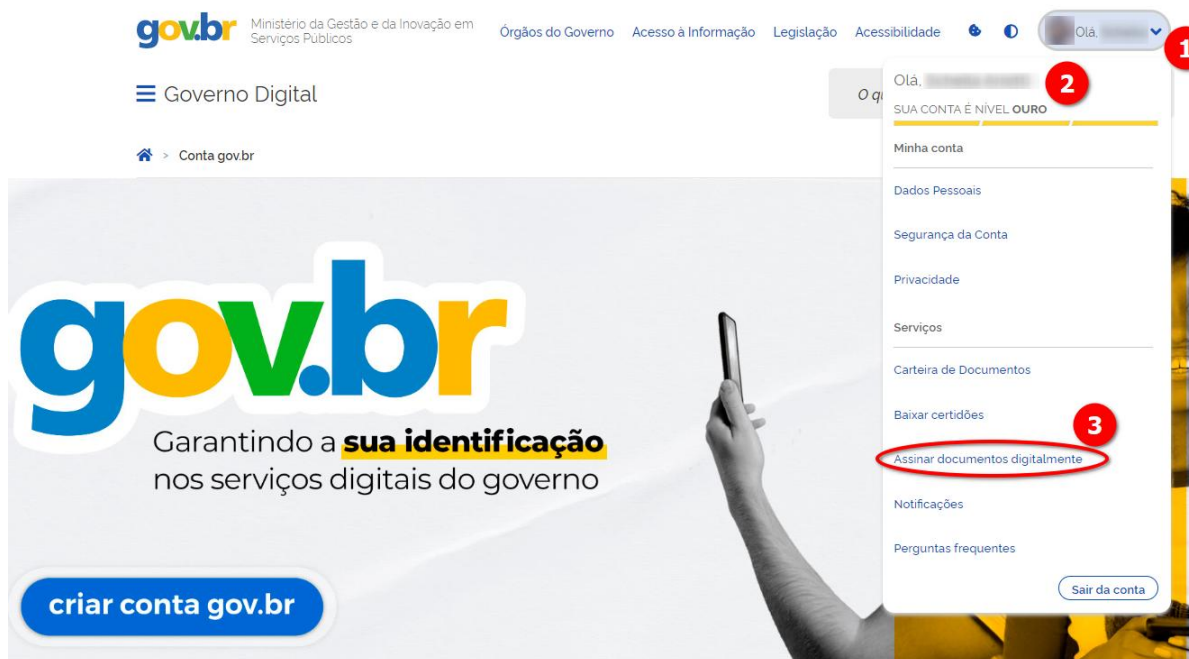 gov.br
Ministério da Gestão e da Inovação em
Serviços Públicos
Órgãos do Governo
Acesso à Informação
Legislação
Acessibilidade
Olá,
1
Governo Digital
O q
Olá,
2
SUA CONTA É NÍVEL OURO
Conta gov.br
Minha conta
Dados Pessoais
Segurança da Conta
Privacidade
Serviços
Carteira de Documentos
Baixar certidões
3
Assinar documentos digitalmente
Notificações
Perguntas frequentes
Sair da conta
gov.br
Garantindo a sua identificação
nos serviços digitais do governo
criar conta gov.br